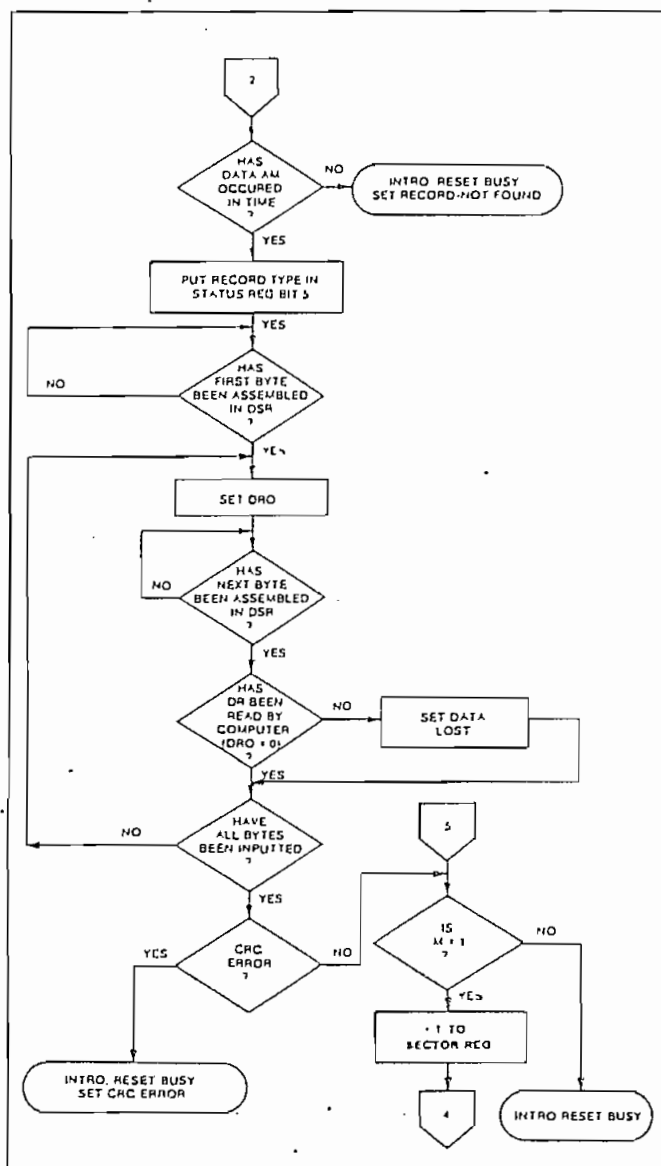 2
HAS
DATA AM
OCCURED
IN TIME
?
NO
INTRQ RESET BUSY
SET RECORD-NOT FOUND
YES
PUT RECORD TYPE IN
STATUS REG BIT 5
YES
HAS
FIRST BYTE
BEEN ASSEMBLED
IN DSR
?
NO
YES
SET DRQ
HAS
NEXT BYTE
BEEN ASSEMBLED
IN DSR
?
NO
YES
HAS
DR BEEN
READ BY
COMPUTER
(DRQ = 0)
?
NO
SET DATA
LOST
YES
HAVE
ALL BYTES
BEEN INPUTTED
?
NO
YES
5
CRC
ERROR
?
YES
NO
IS
M = 1
?
NO
YES
INTRQ, RESET BUSY
SET CRC ERROR
+ 1 TO
SECTOR REG
4
INTRQ RESET BUSY